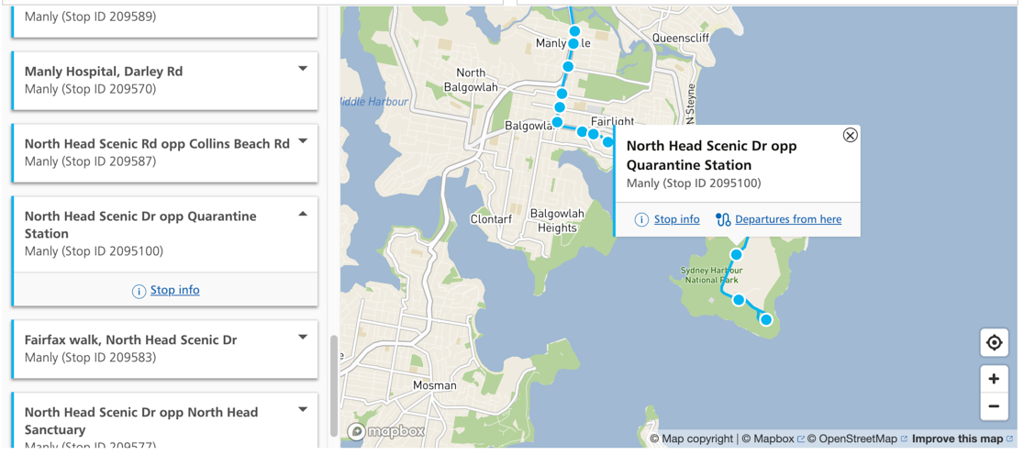 Manly (Stop ID 209589)
Manly Hospital, Darley Rd
Manly (Stop ID 209570)
North Head Scenic Rd opp Collins Beach Rd
Manly (Stop ID 209587)
North Head Scenic Dr opp Quarantine
Station
Manly (Stop ID 2095100)
Stop info
Fairfax walk, North Head Scenic Dr
Manly (Stop ID 209583)
North Head Scenic Dr opp North Head
Sanctuary
Manly (Stop ID 209577)
Queenscliff
Manly
North
Balgowlah
Middle Harbour
N Steyne
Fairlight
North Head Scenic Dr opp
Quarantine Station
Manly (Stop ID 2095100)
Stop info
Departures from here
Clontarf
Balgowlah
Heights
Sydney Harbour
National Park
Mosman
mapbox
© Map copyright | © Mapbox © OpenStreetMap Improve this map